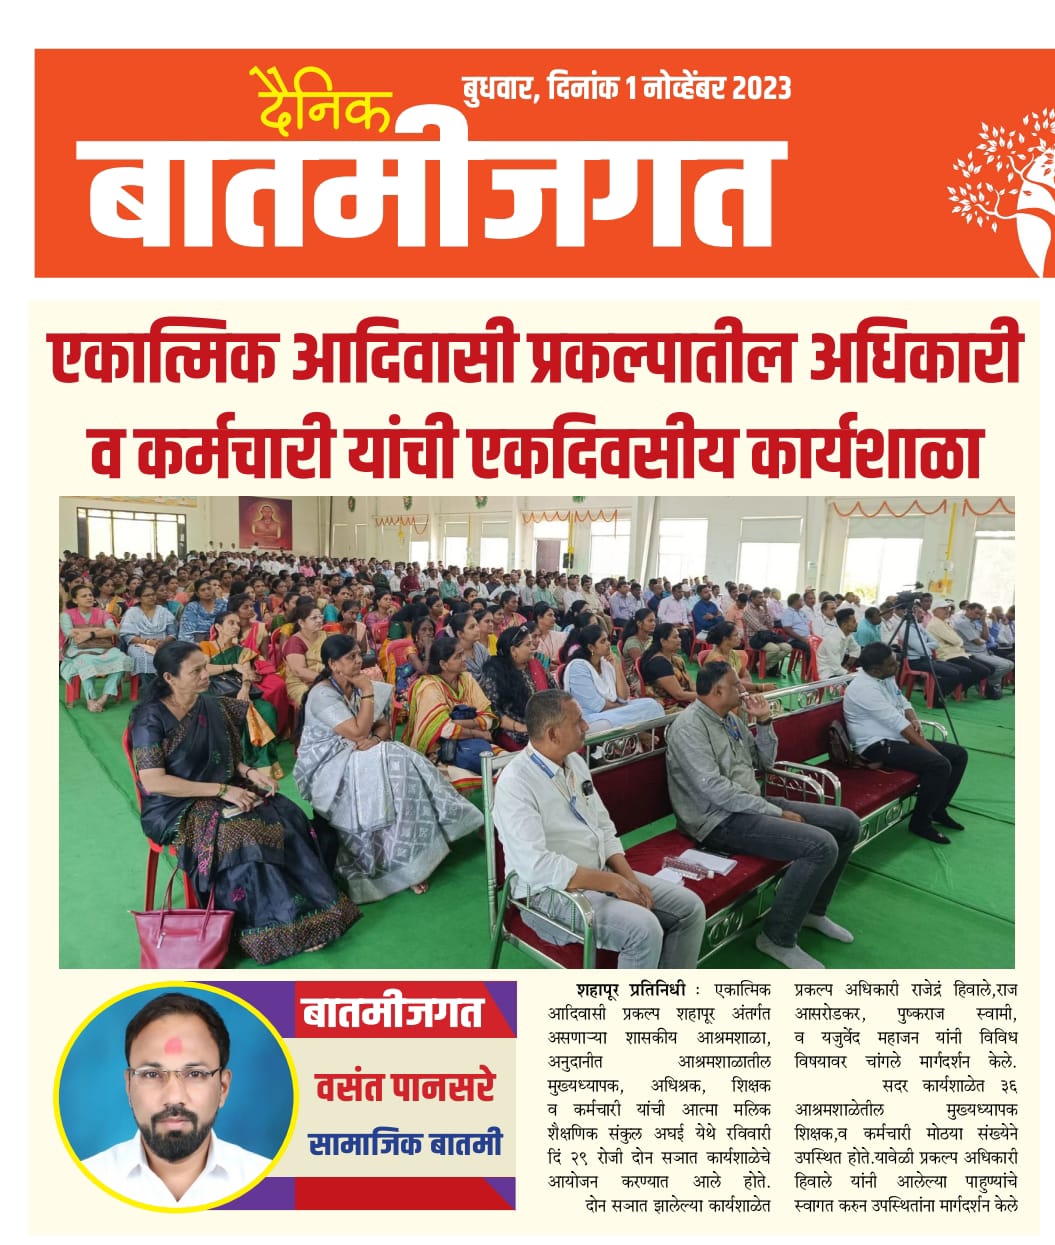 दैनिक
बुधवार, दिनांक 1 नोव्हेंबर 2023
बातमीजगत
एकात्मिक आदिवासी प्रकल्पातील अधिकारी
व कर्मचारी यांची एकदिवसीय कार्यशाळा
बातमीजगत
वसंत पानसरे
सामाजिक बातमी
शहापूर प्रतिनिधी : एकात्मिक
आदिवासी प्रकल्प शहापूर अंतर्गत
असणाऱ्या शासकीय आश्रमशाळा,
अनुदानीत आश्रमशाळातील
मुख्यध्यापक, अधिश्रक, शिक्षक
व कर्मचारी यांची आत्मा मलिक
शैक्षणिक संकुल अघई येथे रविवारी
दिं २९ रोजी दोन सत्रात कार्यशाळेचे
आयोजन करण्यात आले होते.
दोन सत्रात झालेल्या कार्यशाळेत
प्रकल्प अधिकारी राजेद्रं हिवाले,राज
आसरोडकर, पुष्कराज स्वामी,
व यजुर्वेद महाजन यांनी विविध
विषयावर चांगले मार्गदर्शन केले.
सदर कार्यशाळेत ३६
आश्रमशाळेतील मुख्यध्यापक
शिक्षक,व कर्मचारी मोठया संख्येने
उपस्थित होते.यावेळी प्रकल्प अधिकारी
हिवाले यांनी आलेल्या पाहुण्यांचे
स्वागत करुन उपस्थितांना मार्गदर्शन केले